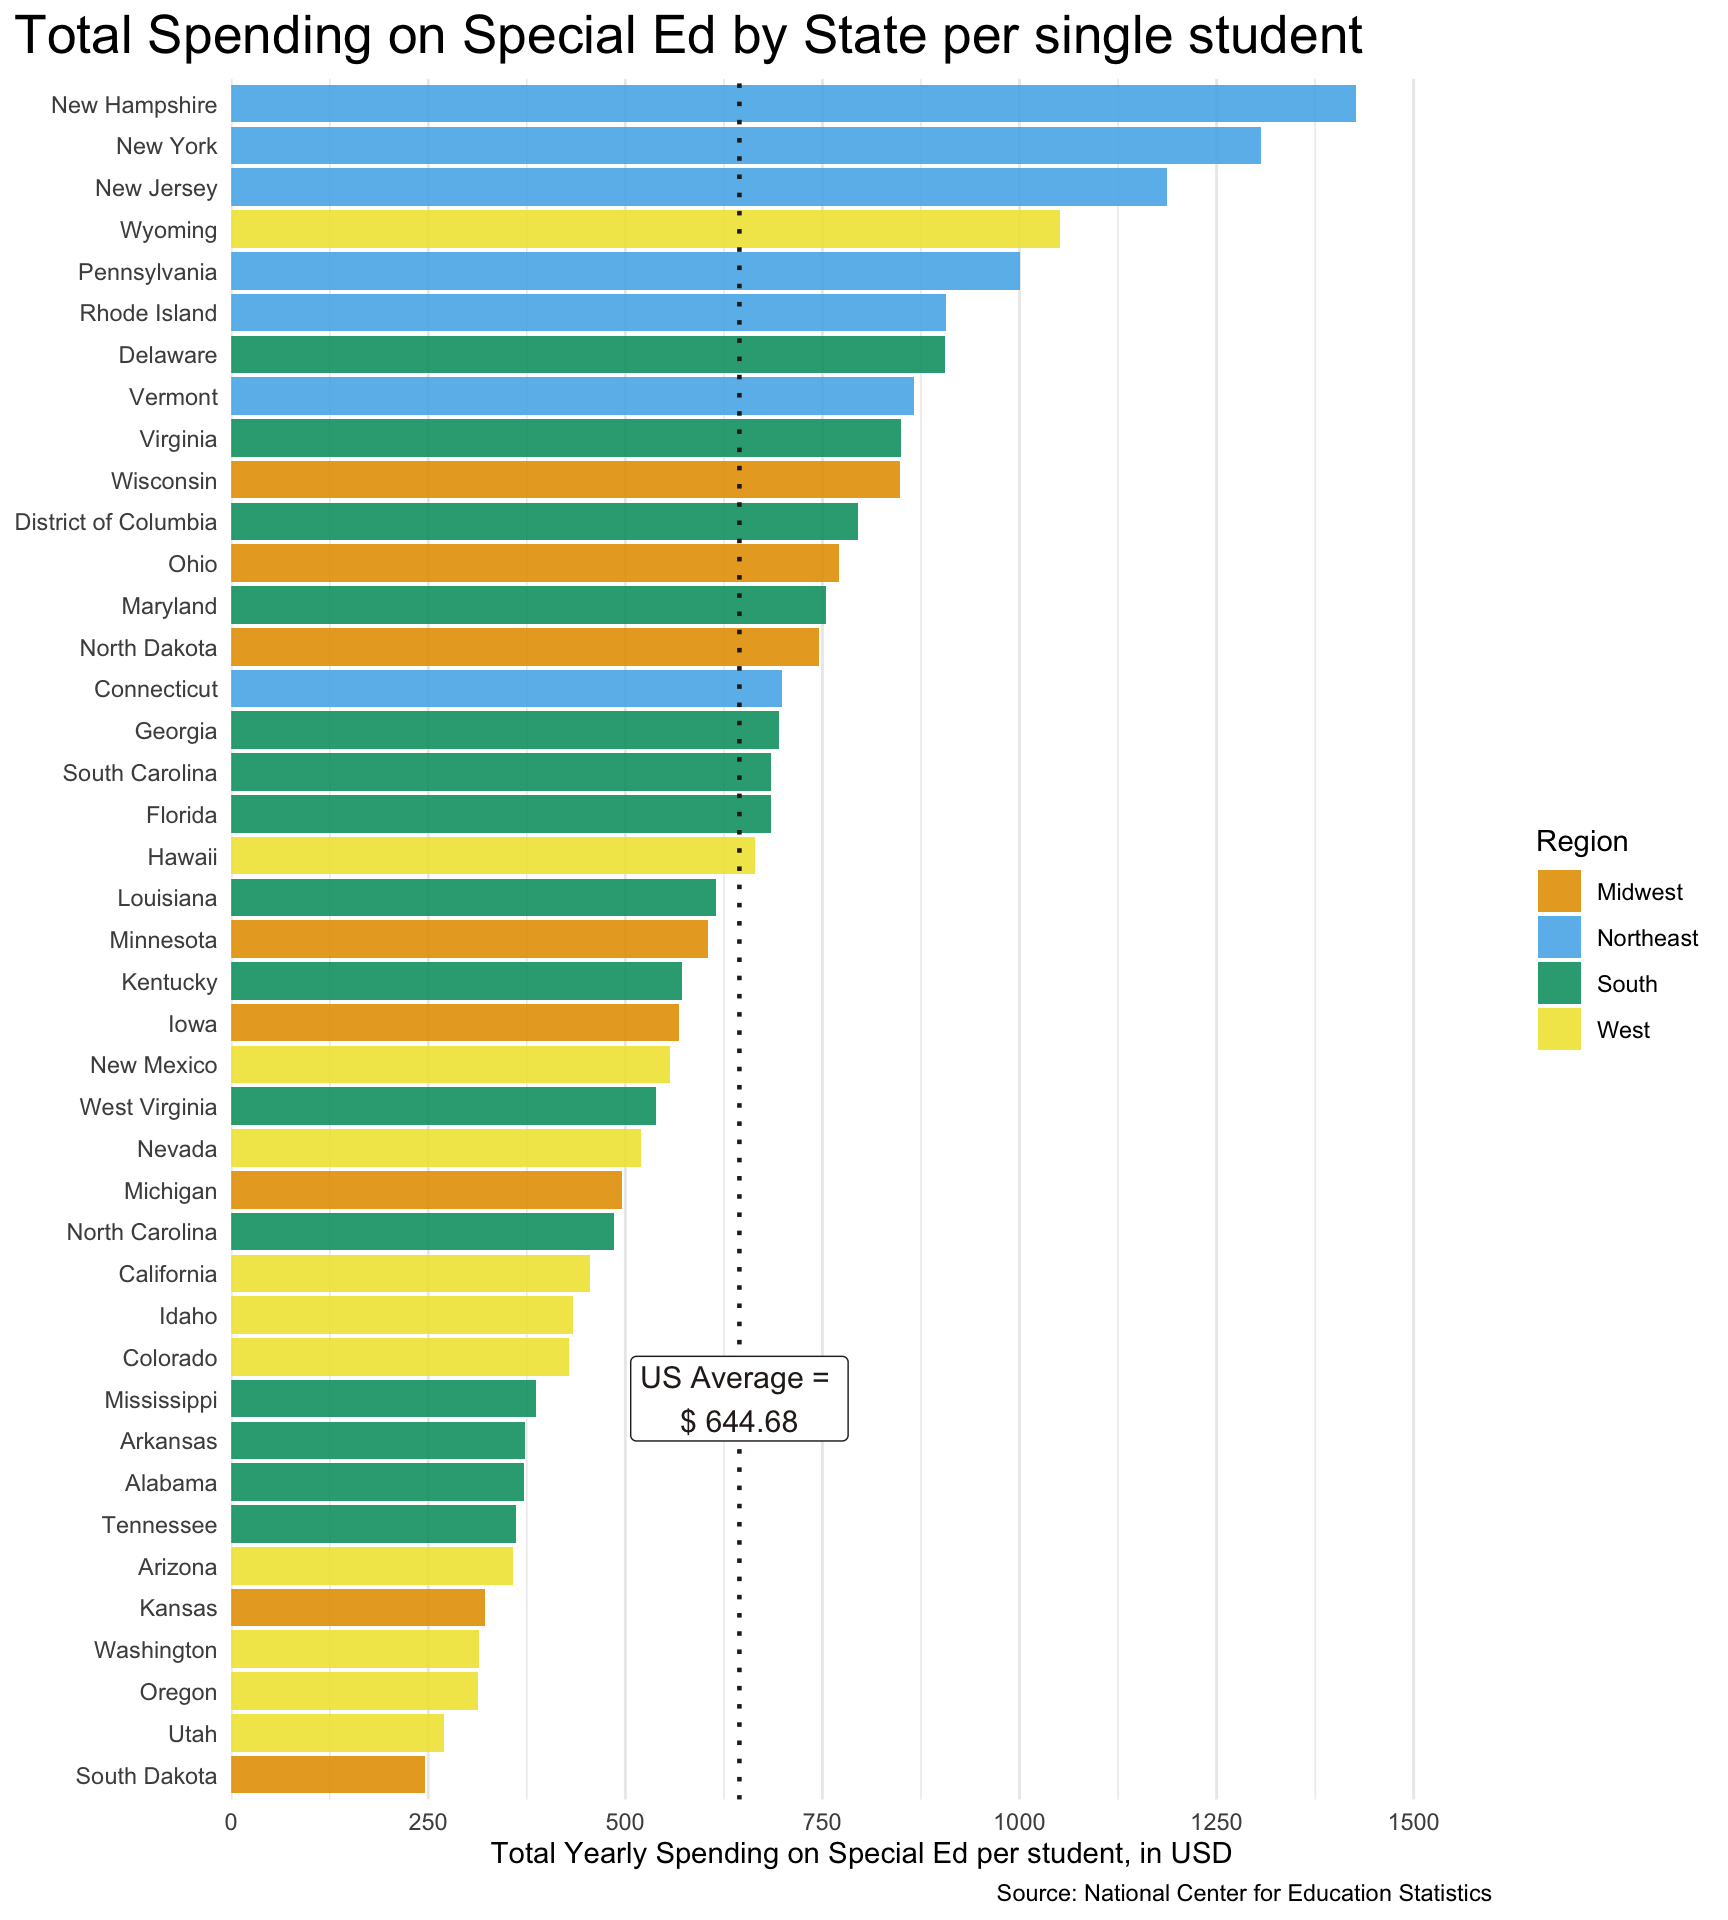 Total Spending on Special Ed by State per single student
New Hampshire
New York
New Jersey
Wyoming
Pennsylvania
Rhode Island
Delaware
Vermont
Virginia
Wisconsin
District of Columbia
Ohio
Maryland
North Dakota
Connecticut
Georgia
South Carolina
Florida
Hawaii
Louisiana
Minnesota
Kentucky
Iowa
New Mexico
West Virginia
Nevada
Michigan
North Carolina
California
Idaho
Colorado
Mississippi
Arkansas
Alabama
Tennessee
Arizona
Kansas
Washington
Oregon
Utah
South Dakota
US Average =
$ 644.68
0 250 500 750 1000 1250 1500
Total Yearly Spending on Special Ed per student, in USD
Region
Midwest
Northeast
South
West
Source: National Center for Education Statistics